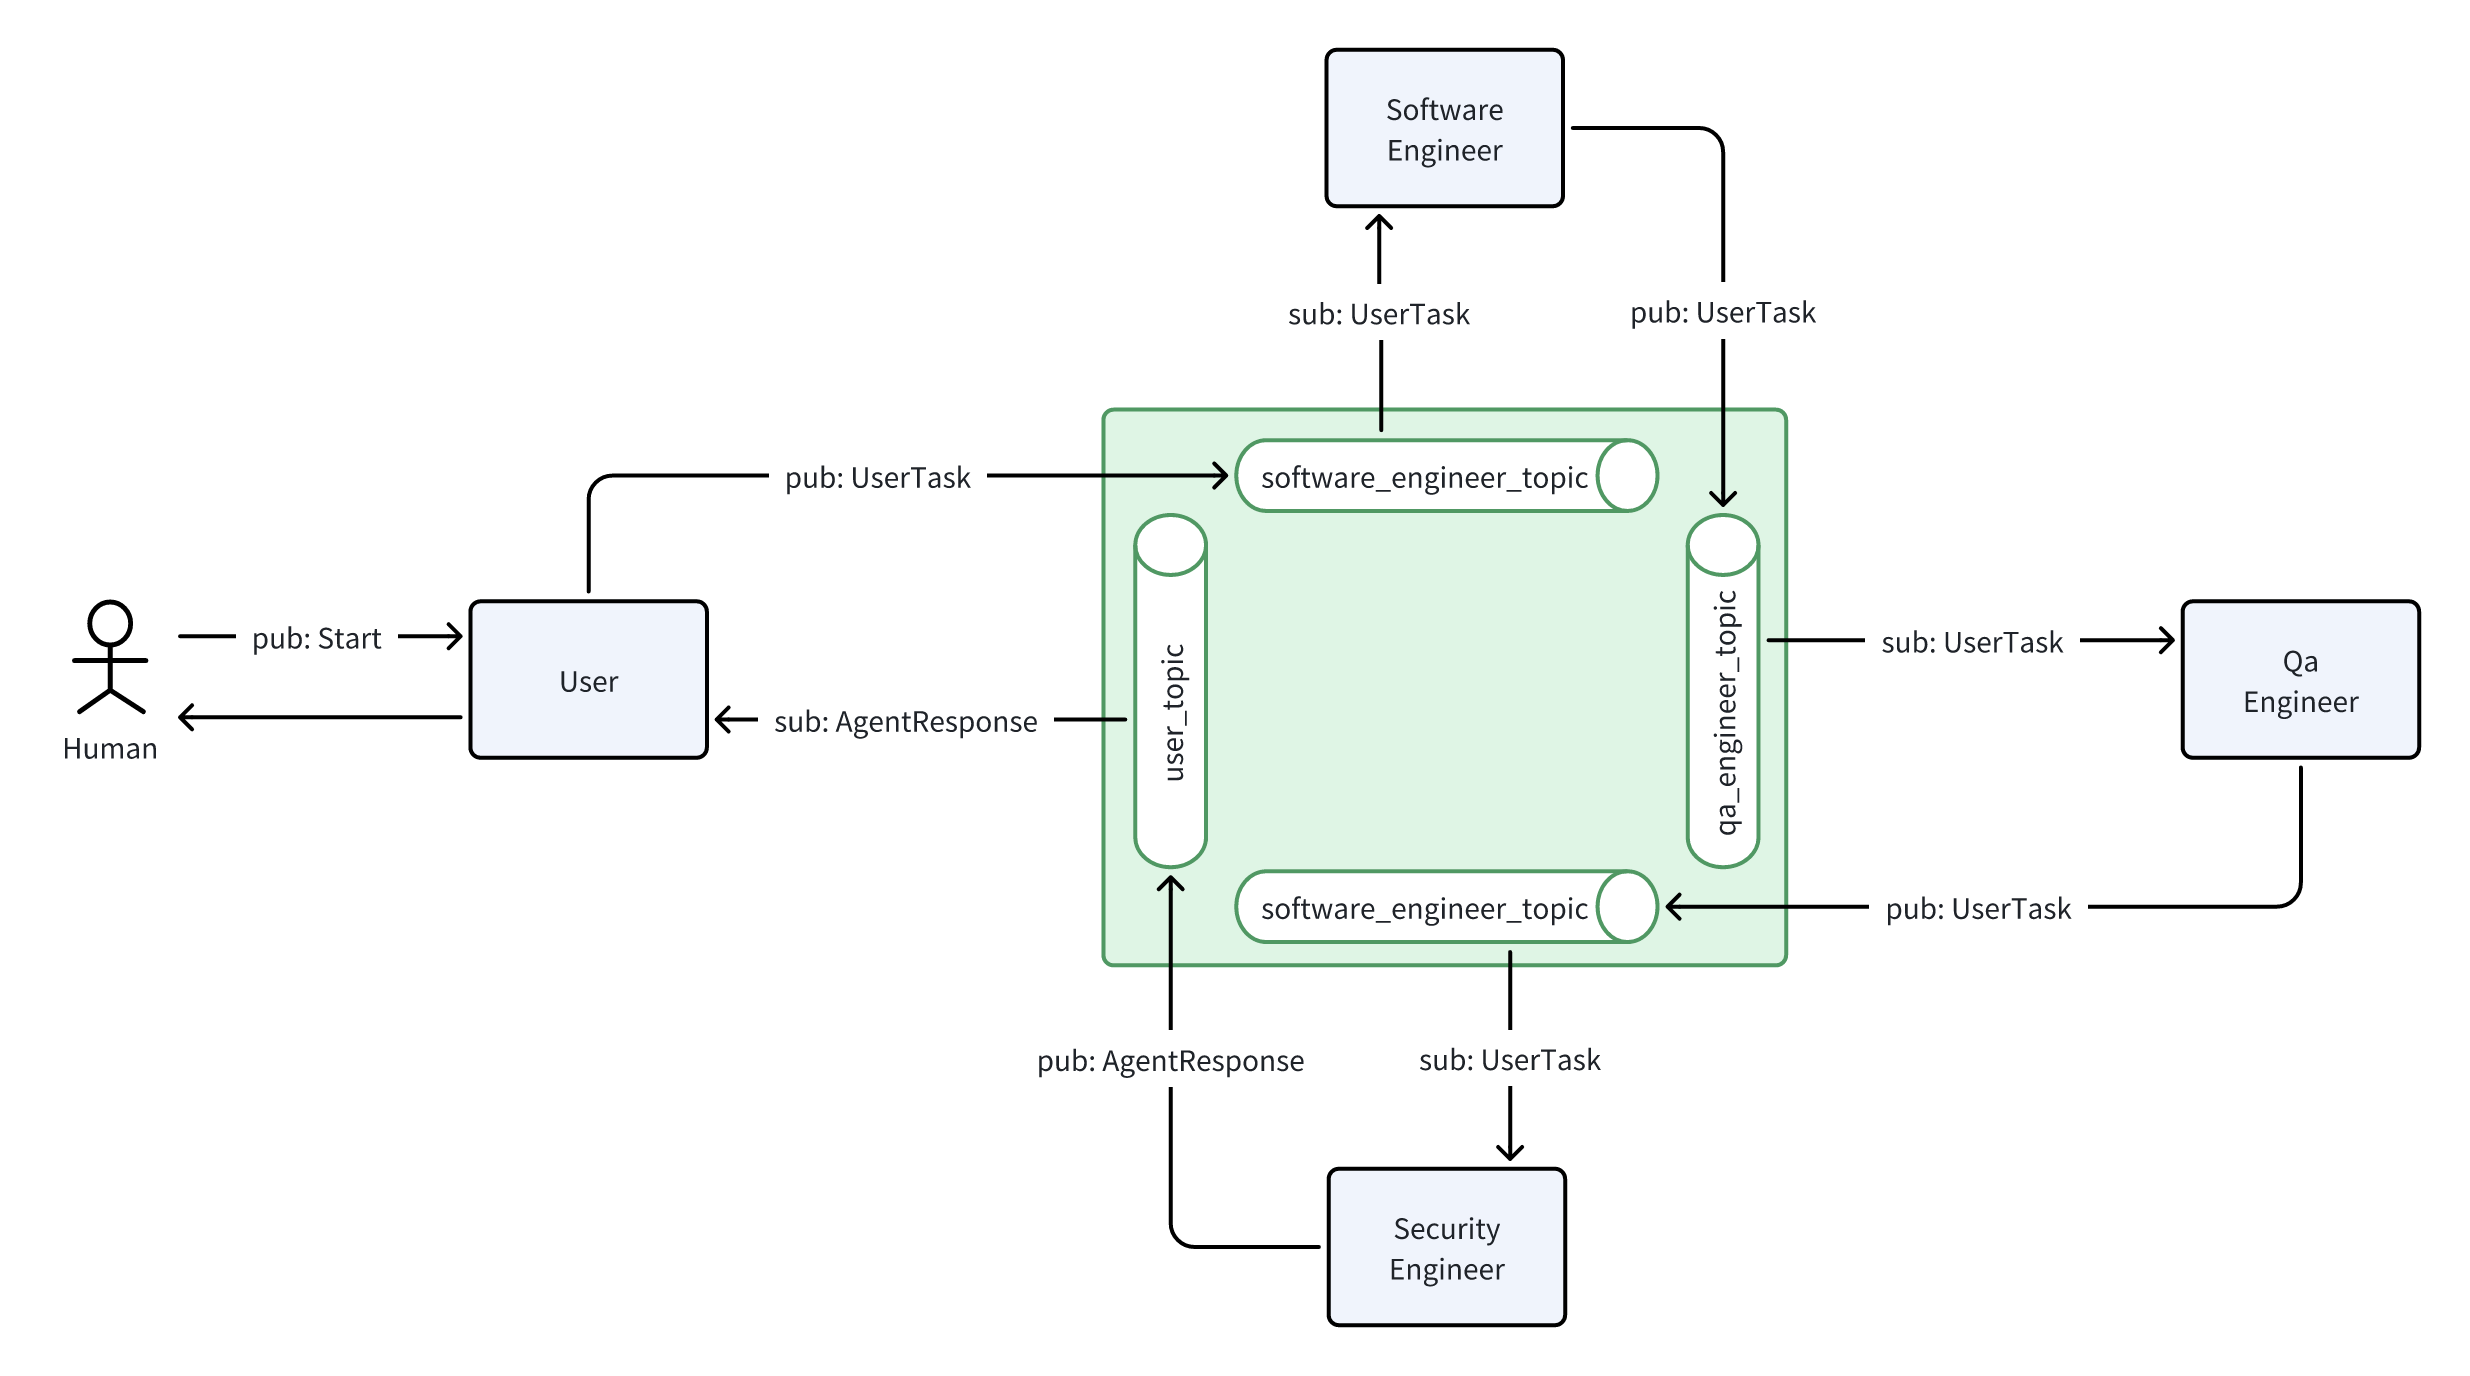 Software
Engineer
sub: UserTask
pub: UserTask
pub: UserTask
software_engineer_topic
pub: Start
User
Human
sub: AgentResponse
user_topic
qa_engineer_topic
sub: UserTask
Qa
Engineer
software_engineer_topic
pub: UserTask
pub: AgentResponse
sub: UserTask
Security
Engineer